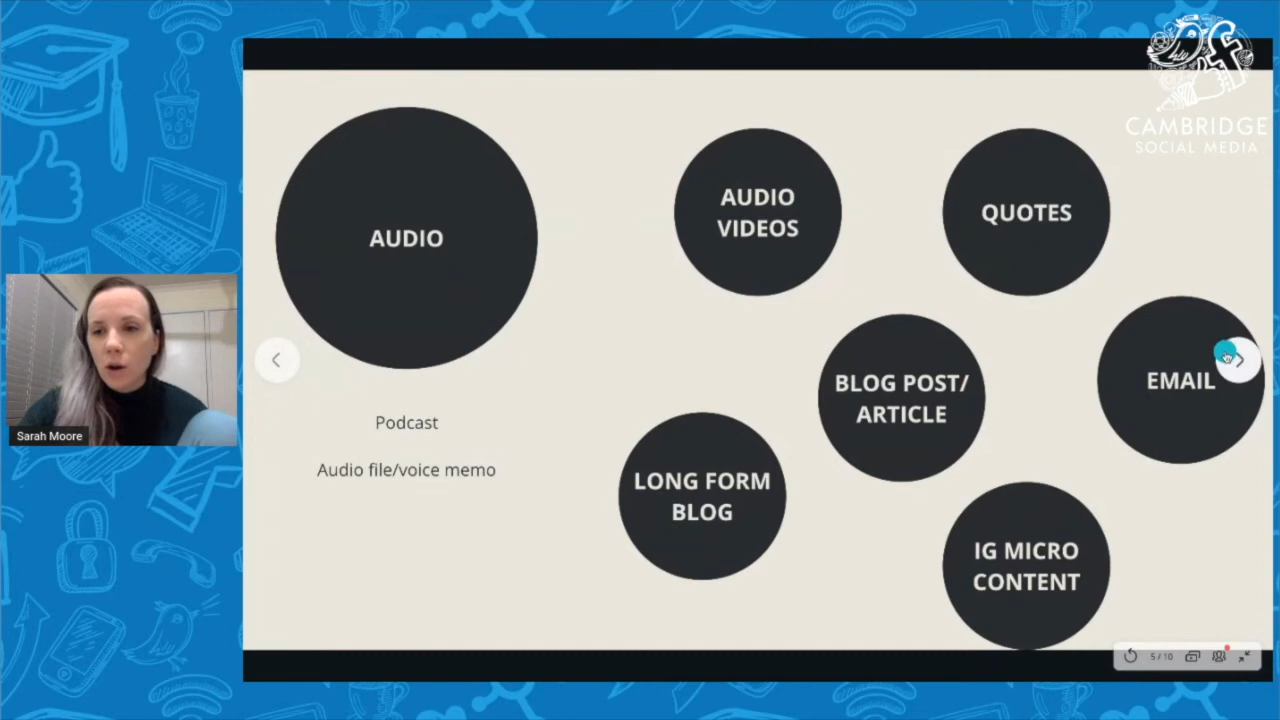 CAMBRIDGE
SOCIAL MEDIA
AUDIO
AUDIO
VIDEOS
QUOTES
BLOG POST/
ARTICLE
EMAIL
LONG FORM
BLOG
IG MICRO
CONTENT
Podcast
Audio file/voice memo
Sarah Moore
5/10